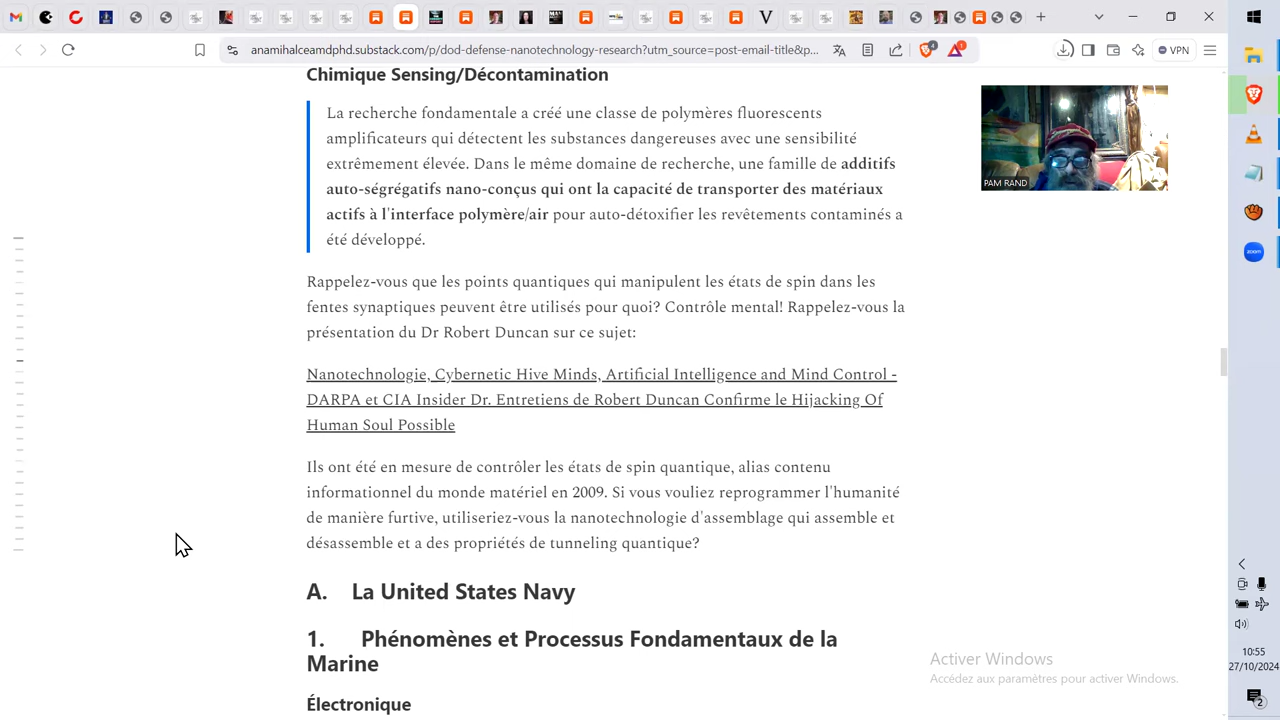 anamihalceamdphd.substack.com/p/dod-defense-nanotechnology-research?utm_source=post-email-title&p...
4
1
VPN
Chimique Sensing/Décontamination
La recherche fondamentale a créé une classe de polymères fluorescents
amplificateurs qui détectent les substances dangereuses avec une sensibilité
extrêmement élevée. Dans le même domaine de recherche, une famille de additifs
auto-ségrégatifs nano-conçus qui ont la capacité de transporter des matériaux
actifs à l'interface polymère/air pour auto-détoxifier les revêtements contaminés a
été développé.
PAM RAND
Rappelez-vous que les points quantiques qui manipulent les états de spin dans les
fentes synaptiques peuvent être utilisés pour quoi? Contrôle mental! Rappelez-vous la
présentation du Dr Robert Duncan sur ce sujet:
Nanotechnologie, Cybernetic Hive Minds, Artificial Intelligence and Mind Control -
DARPA et CIA Insider Dr. Entretiens de Robert Duncan Confirme le Hijacking Of
Human Soul Possible
Ils ont été en mesure de contrôler les états de spin quantique, alias contenu
informationnel du monde matériel en 2009. Si vous vouliez reprogrammer l'humanité
de manière furtive, utiliseriez-vous la nanotechnologie d'assemblage qui assemble et
désassemble et a des propriétés de tunneling quantique?
A. La United States Navy
1. Phénomènes et Processus Fondamentaux de la
Marine
Électronique
Activer Windows
Accédez aux paramètres pour activer Windows.
zoom
10:55
27/10/2024
2